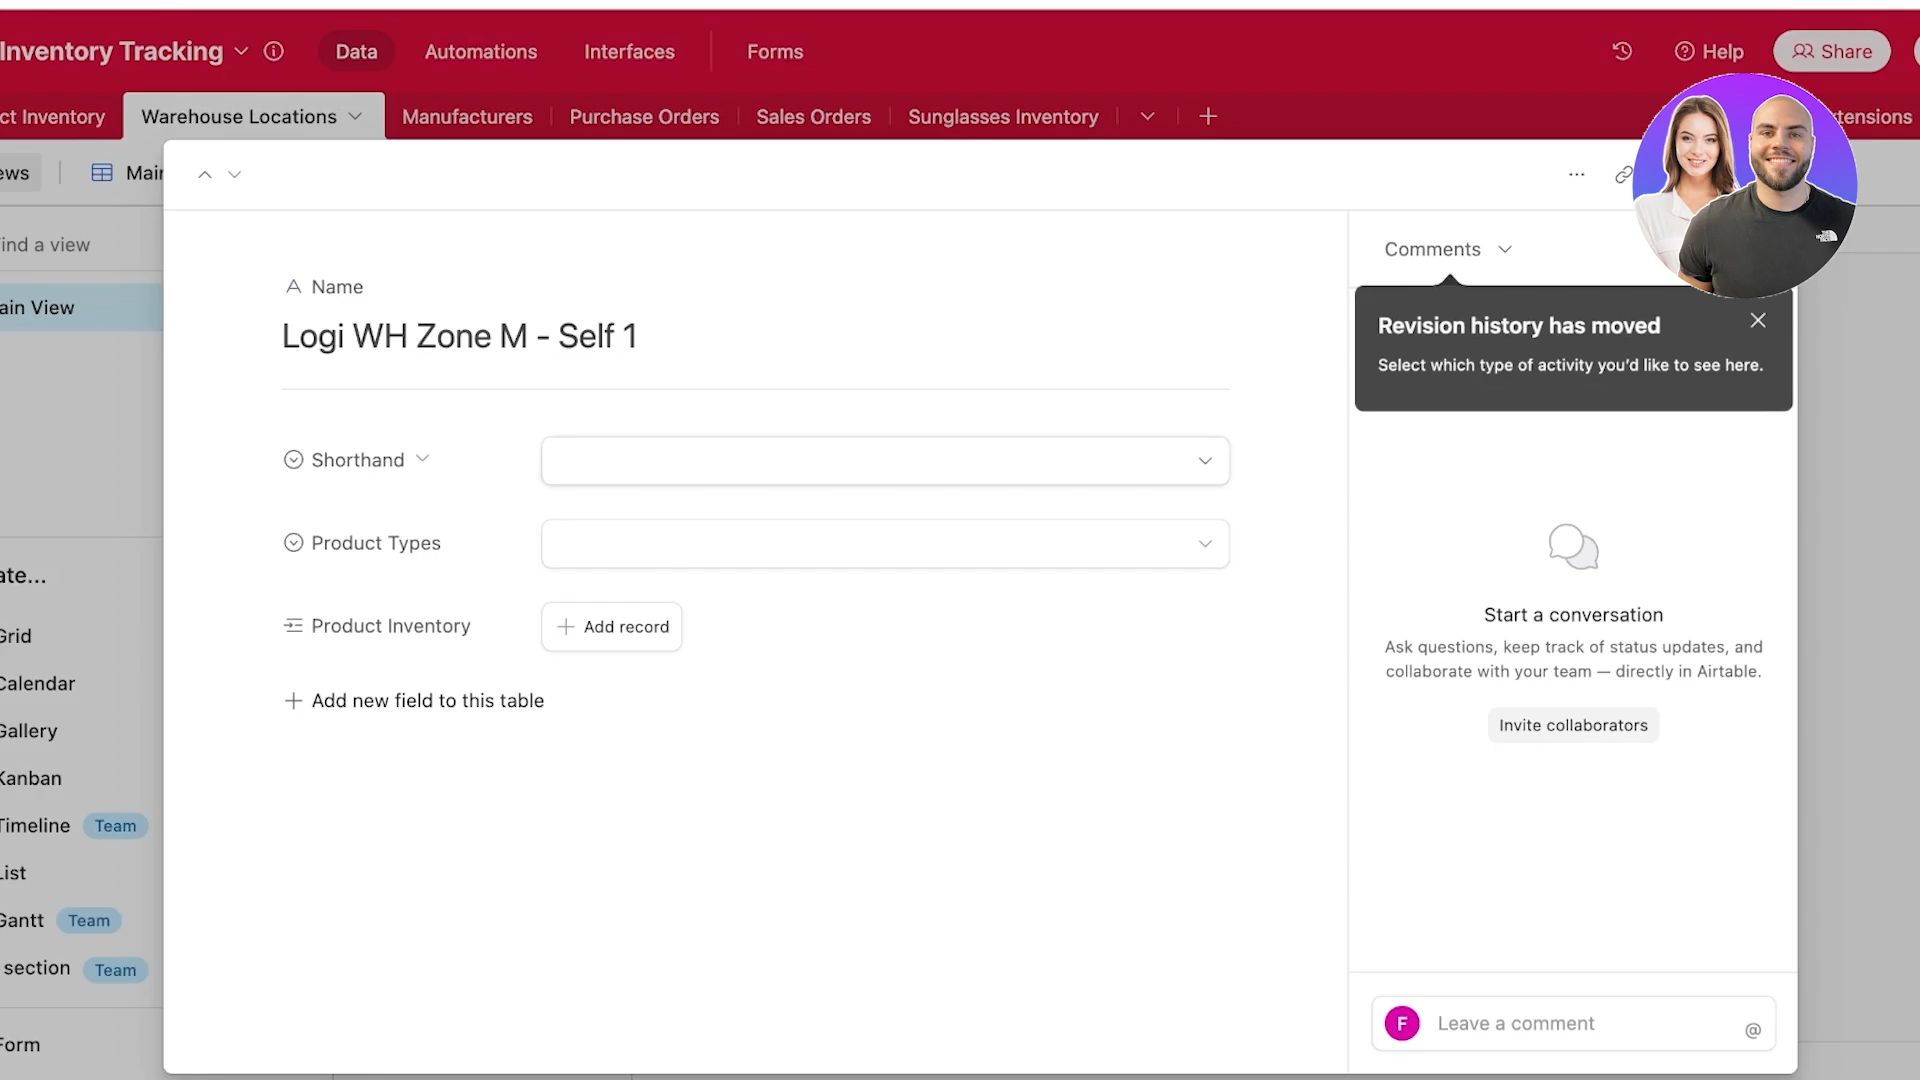 Inventory Tracking
Data
Automations
Interfaces
Forms
Help
Share
ct Inventory
Warehouse Locations
Manufacturers
Purchase Orders
Sales Orders
Sunglasses Inventory
tensions
ews
Main
ind a view
ain View
ate...
Grid
Calendar
Gallery
Kanban
Timeline Team
List
Gantt Team
section Team
Form
Name
Logi WH Zone M - Self 1
Shorthand
Product Types
Product Inventory
Add record
Add new field to this table
Comments
Revision history has moved
Select which type of activity you'd like to see here.
Start a conversation
Ask questions, keep track of status updates, and
collaborate with your team — directly in Airtable.
Invite collaborators
F
Leave a comment
@